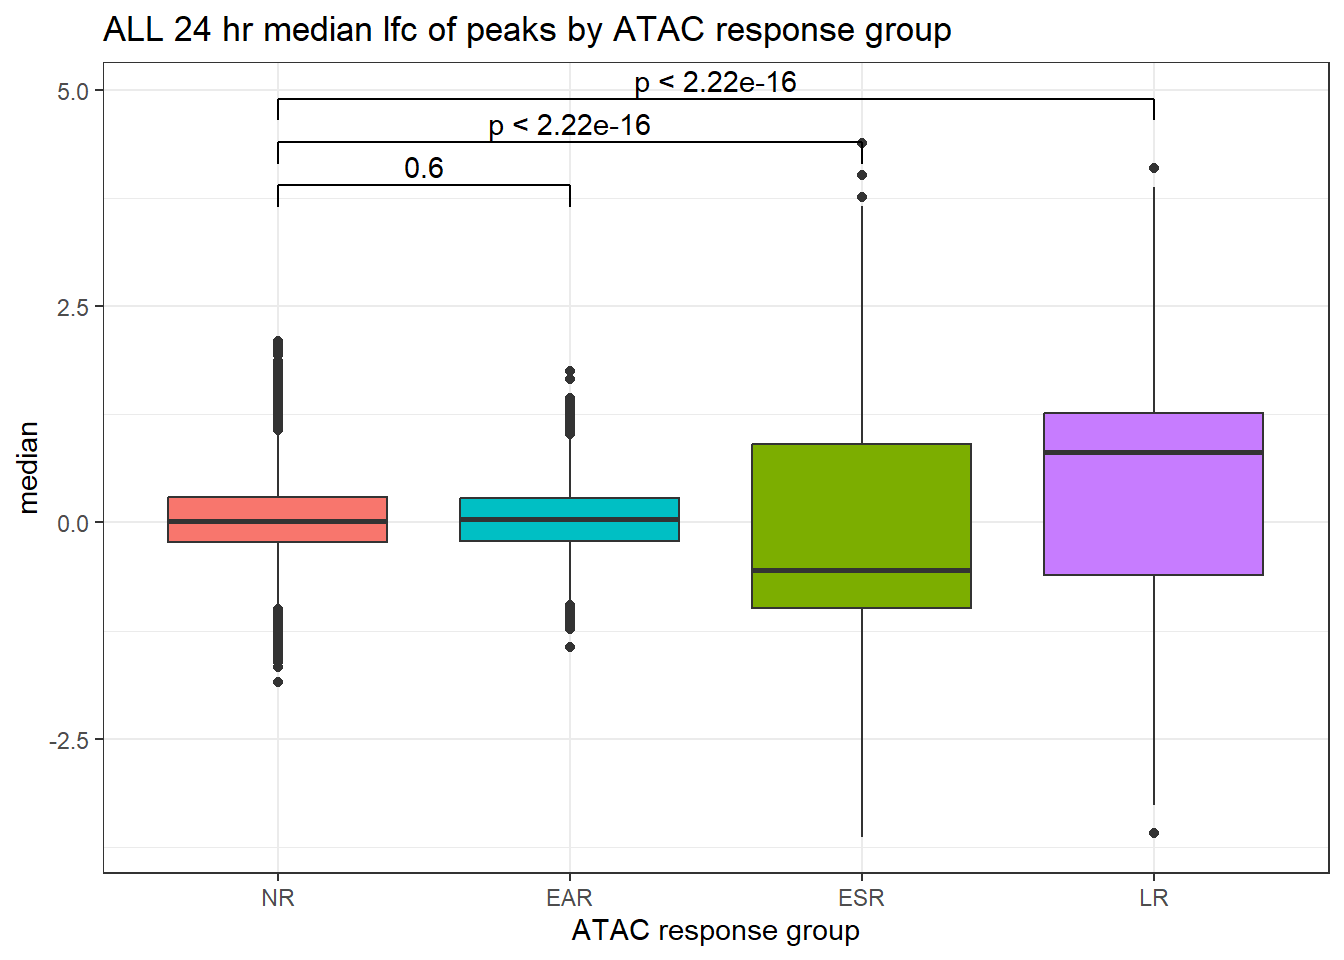 ALL 24 hr median lfc of peaks by ATAC response group
p < 2.22e-16
p < 2.22e-16
0.6
5.0
2.5
0.0
-2.5
median
NR EAR ESR LR
ATAC response group